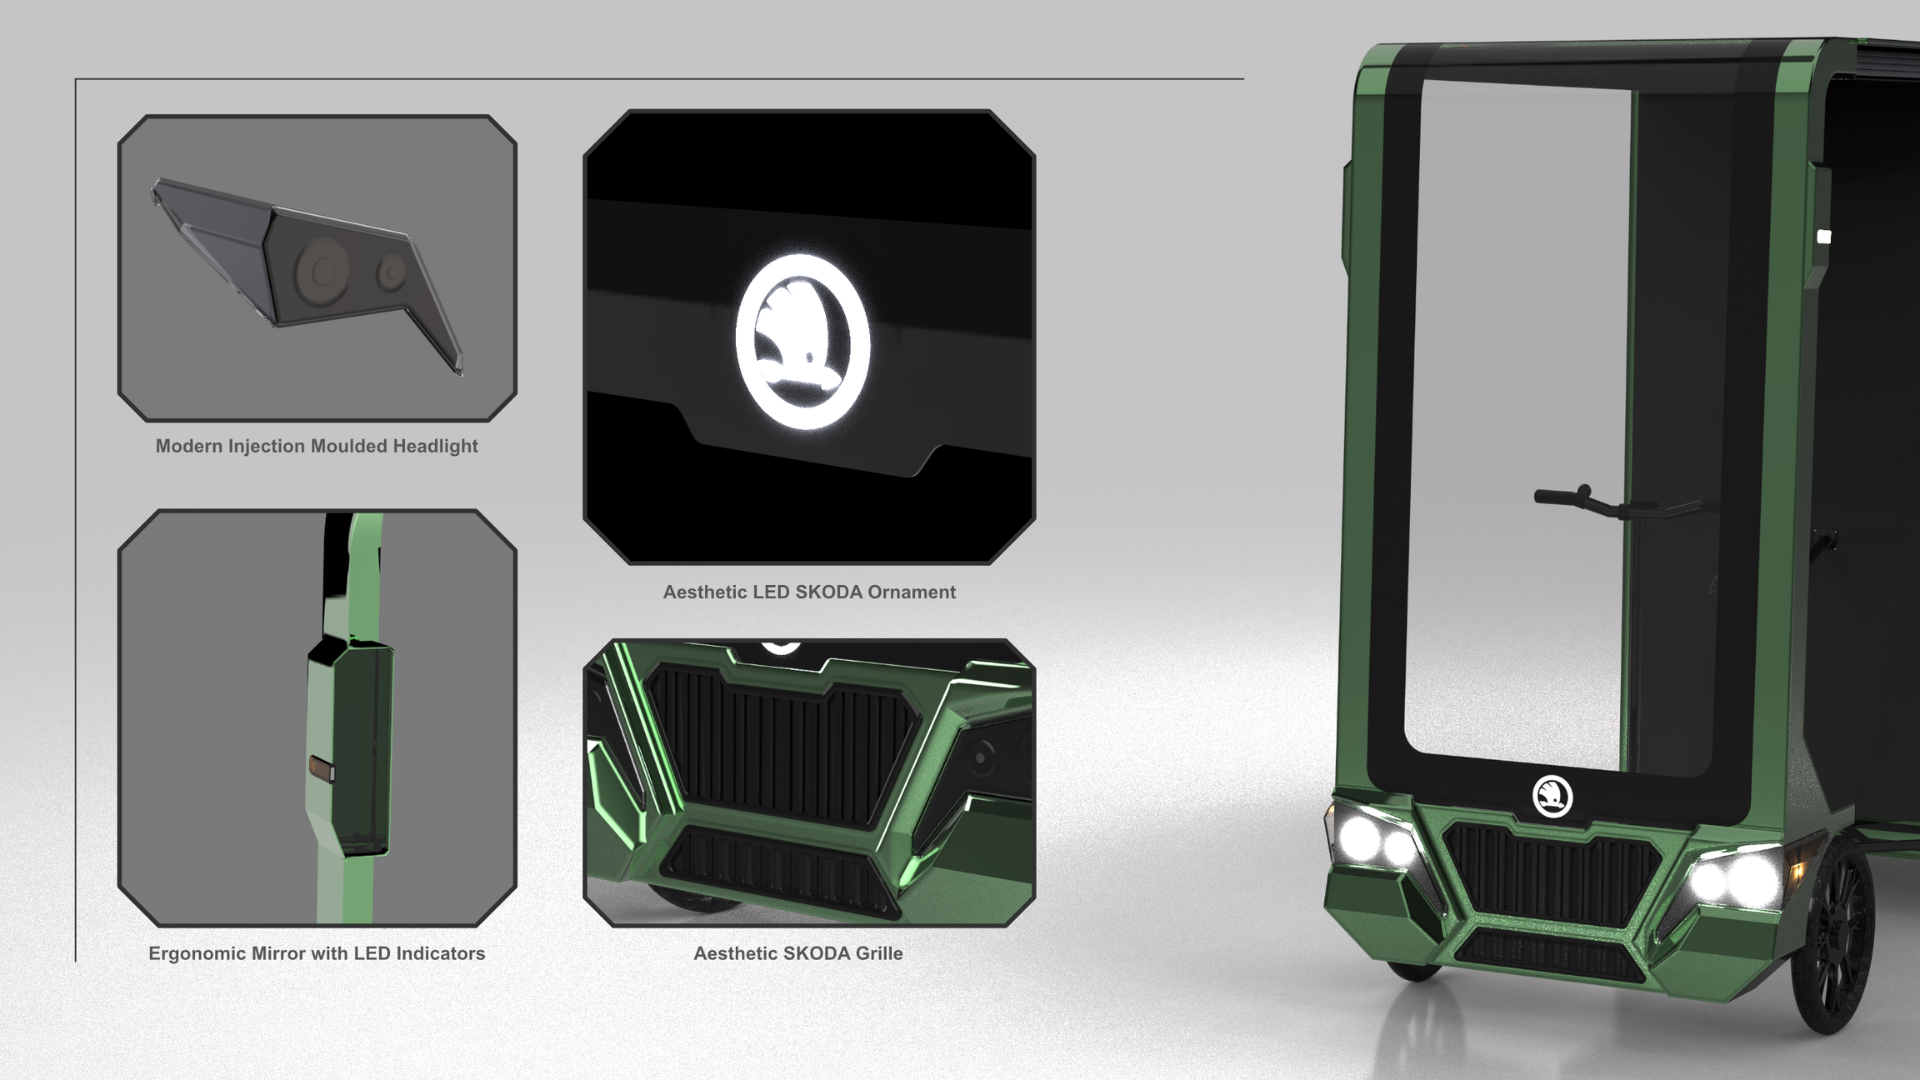 Modern Injection Moulded Headlight
Aesthetic LED SKODA Ornament
Ergonomic Mirror with LED Indicators
Aesthetic SKODA Grille